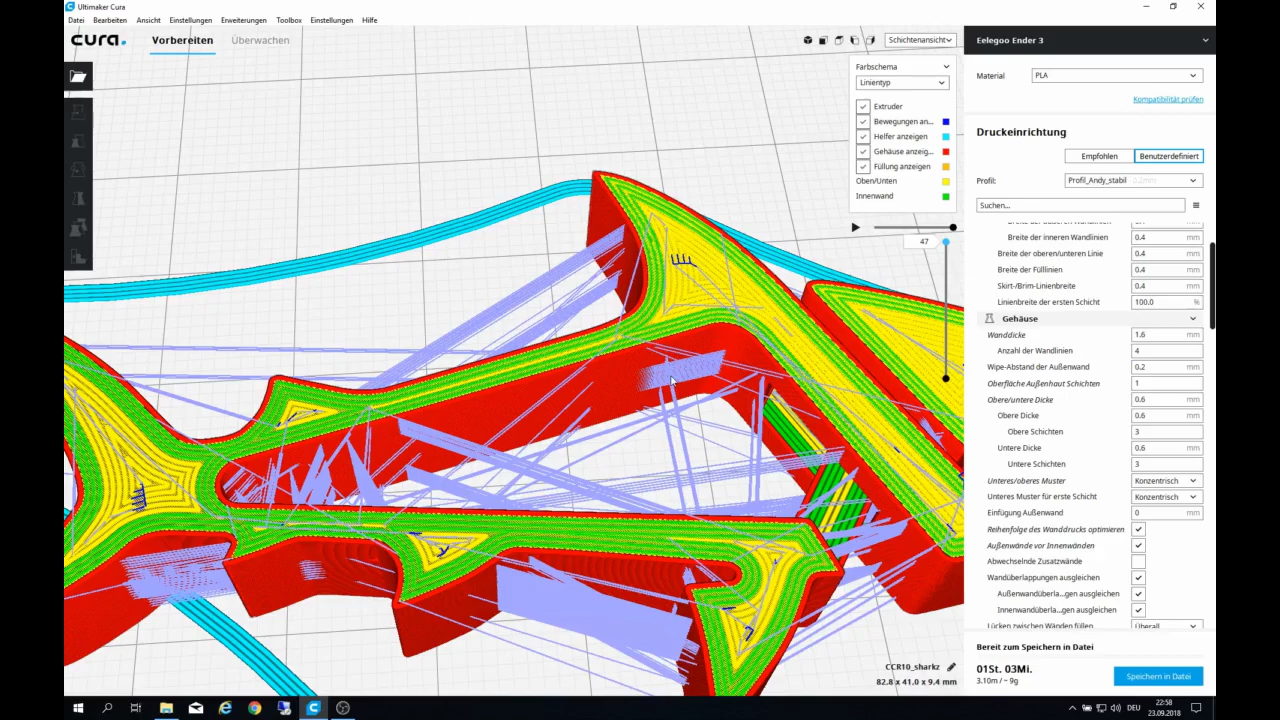 Ultimaker Cura
Datei Bearbeiten Ansicht Einstellungen Erweiterungen Toolbox Einstellungen Hilfe
cura. Vorbereiten Überwachen
Schichtenansicht
Farbschema
Linientyp
Extruder
Bewegungen an...
Helfer anzeigen
Gehäuse anzeig...
Füllung anzeigen
Oben/Unten
Innenwand
47
CCR10_sharkz
82.8 x 41.0 x 9.4 mm
Eelegoo Ender 3
Material PLA
Kompatibilität prüfen
Druckeinrichtung
Empfohlen Benutzerdefiniert
Profil: Profil_Andy_stabil 0.2mm
Suchen...
Breite der inneren Wandlinien 0.4 mm
Breite der oberen/unteren Linie 0.4 mm
Breite der Fülllinien 0.4 mm
Skirt-/Brim-Linienbreite 0.4 mm
Linienbreite der ersten Schicht 100.0 %
Gehäuse
Wanddicke 1.6 mm
Anzahl der Wandlinien 4
Wipe-Abstand der Außenwand 0.2 mm
Oberfläche Außenhaut Schichten 1
Obere/untere Dicke 0.6 mm
Obere Dicke 0.6 mm
Obere Schichten 3
Untere Dicke 0.6 mm
Untere Schichten 3
Unteres/oberes Muster Konzentrisch
Unteres Muster für erste Schicht Konzentrisch
Einfügung Außenwand 0 mm
Reihenfolge des Wanddrucks optimieren
Außenwände vor Innenwänden
Abwechselnde Zusatzwände
Wandüberlappungen ausgleichen
Außenwandüberla...gen ausgleichen
Innenwandüberla...gen ausgleichen
Lücken zwischen Wänden füllen Überall
Bereit zum Speichern in Datei
01St. 03Mi.
3.10m / ~ 9g
Speichern in Datei
DEU
22:58
23.09.2018